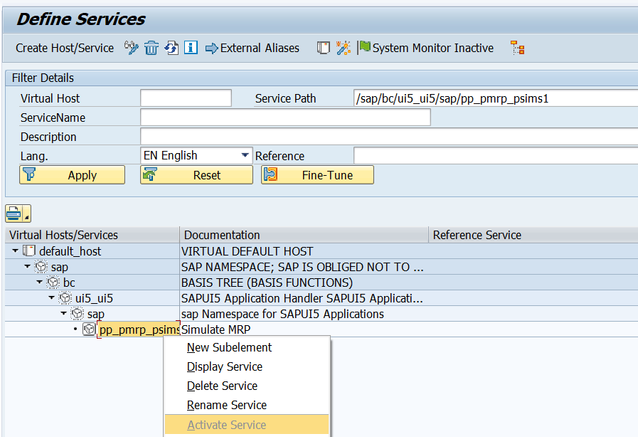 Define Services
Create Host/Service External Aliases System Monitor Inactive
Filter Details
Virtual Host Service Path /sap/bc/ui5_ui5/sap/pp_pmrp_psims1
ServiceName
Description
Lang. EN English Reference
Apply Reset Fine-Tune
Virtual Hosts/Services Documentation Reference Service
default_host VIRTUAL DEFAULT HOST
sap SAP NAMESPACE; SAP IS OBLIGED NOT TO ...
bc BASIS TREE (BASIS FUNCTIONS)
ui5_ui5 SAPUI5 Application Handler SAPUI5 Applicati...
sap sap Namespace for SAPUI5 Applications
pp_pmrp_psims Simulate MRP
New Subelement
Display Service
Delete Service
Rename Service
Activate Service